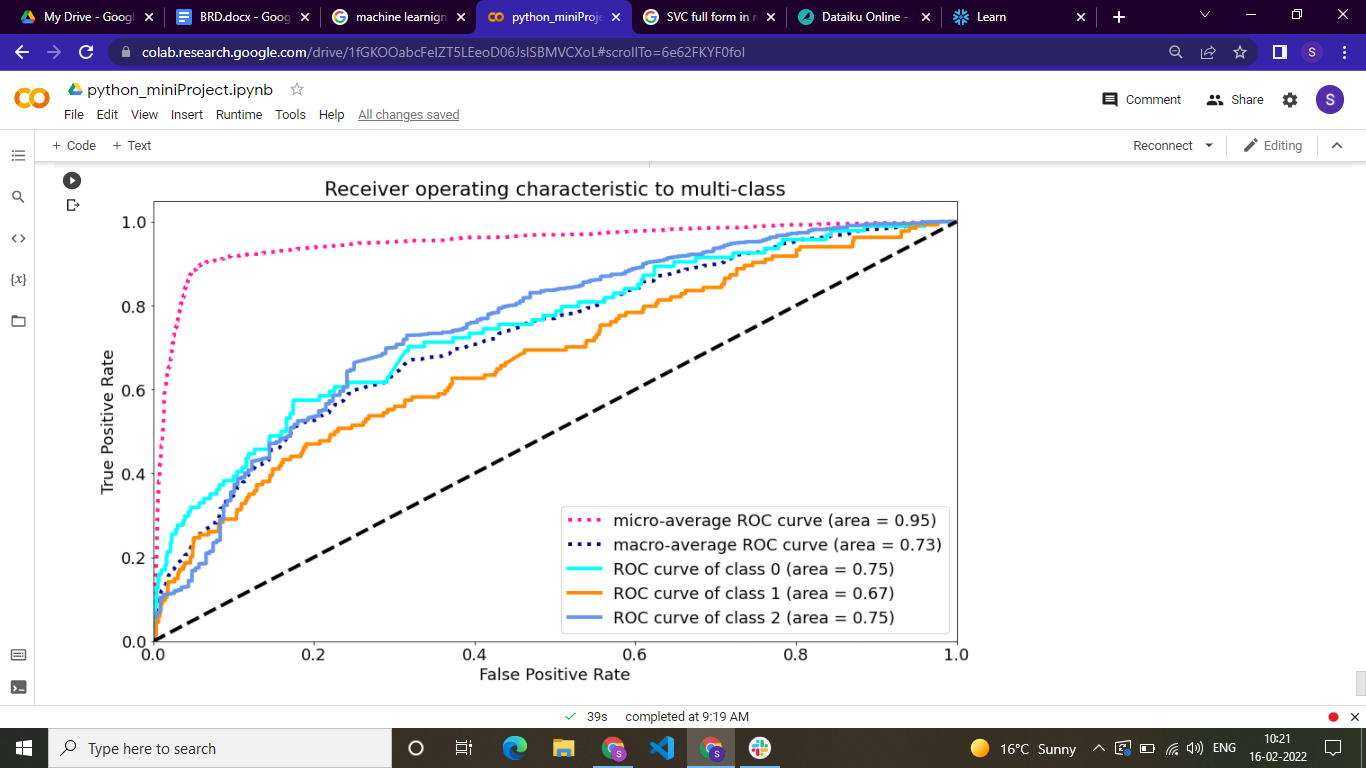 My Drive - Googl
BRD.docx - Goog
machine learnign
python_miniProje
SVC full form in m
Dataiku Online -
Learn
colab.research.google.com/drive/1fGKOOabcFeIZT5LEeoD06JsISBMVCXoL#scrollTo=6e62FKYF0foI
S
python_miniProject.ipynb
Comment
Share
S
File Edit View Insert Runtime Tools Help All changes saved
+ Code + Text
Reconnect
Editing
{x}
Receiver operating characteristic to multi-class
True Positive Rate
1.0
0.8
0.6
0.4
0.2
0.0
micro-average ROC curve (area = 0.95)
macro-average ROC curve (area = 0.73)
ROC curve of class 0 (area = 0.75)
ROC curve of class 1 (area = 0.67)
ROC curve of class 2 (area = 0.75)
0.0 0.2 0.4 0.6 0.8 1.0
False Positive Rate
39s completed at 9:19 AM
Type here to search
S
S
16°C Sunny
ENG
10:21
16-02-2022